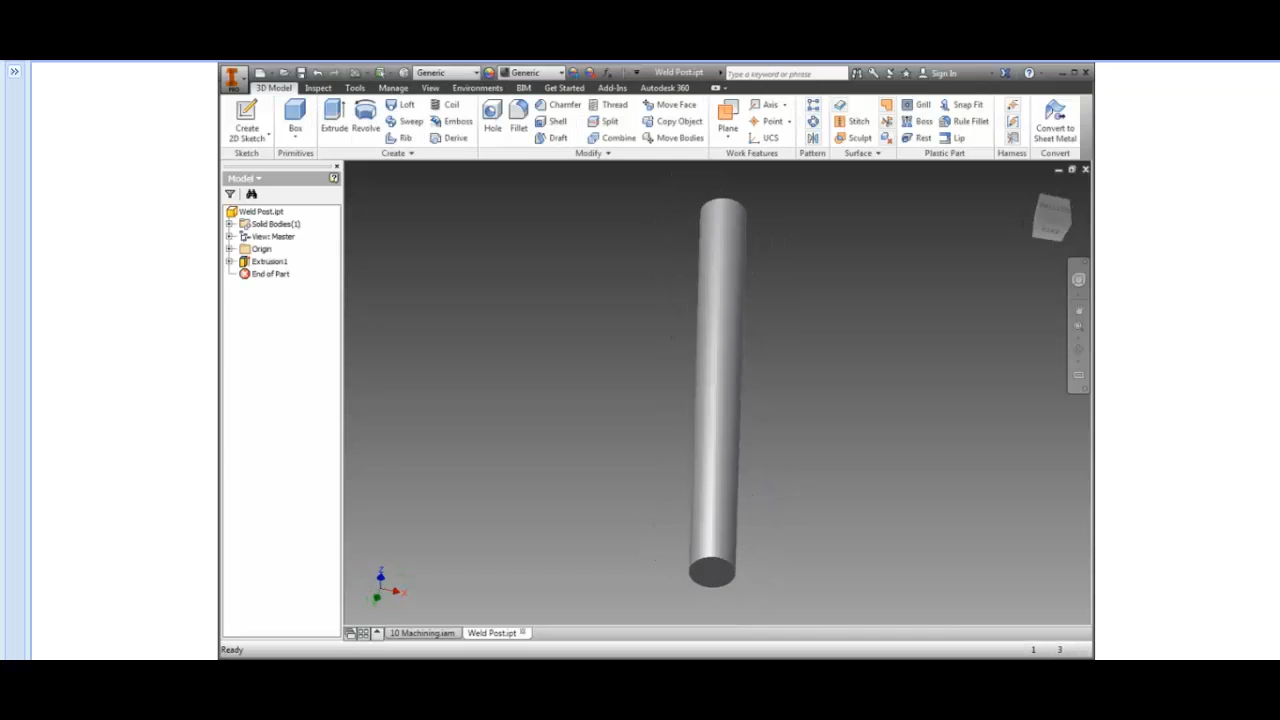 Generic
Generic
Weld Post.ipt
Type a keyword or phrase
Sign In
PRO
3D Model
Inspect
Tools
Manage
View
Environments
BIM
Get Started
Add-Ins
Autodesk 360
Create
2D Sketch
Box
Extrude
Revolve
Loft
Sweep
Rib
Coil
Emboss
Derive
Hole
Fillet
Chamfer
Shell
Draft
Thread
Split
Combine
Move Face
Copy Object
Move Bodies
Plane
Axis
Point
UCS
Stitch
Sculpt
Grill
Boss
Rest
Snap Fit
Rule Fillet
Lip
Convert to
Sheet Metal
Sketch
Primitives
Create
Modify
Work Features
Pattern
Surface
Plastic Part
Harness
Convert
Model
Weld Post.ipt
Solid Bodies(1)
View: Master
Origin
Extrusion1
End of Part
Z
X
10 Machining.iam
Weld Post.ipt
Ready
1
3